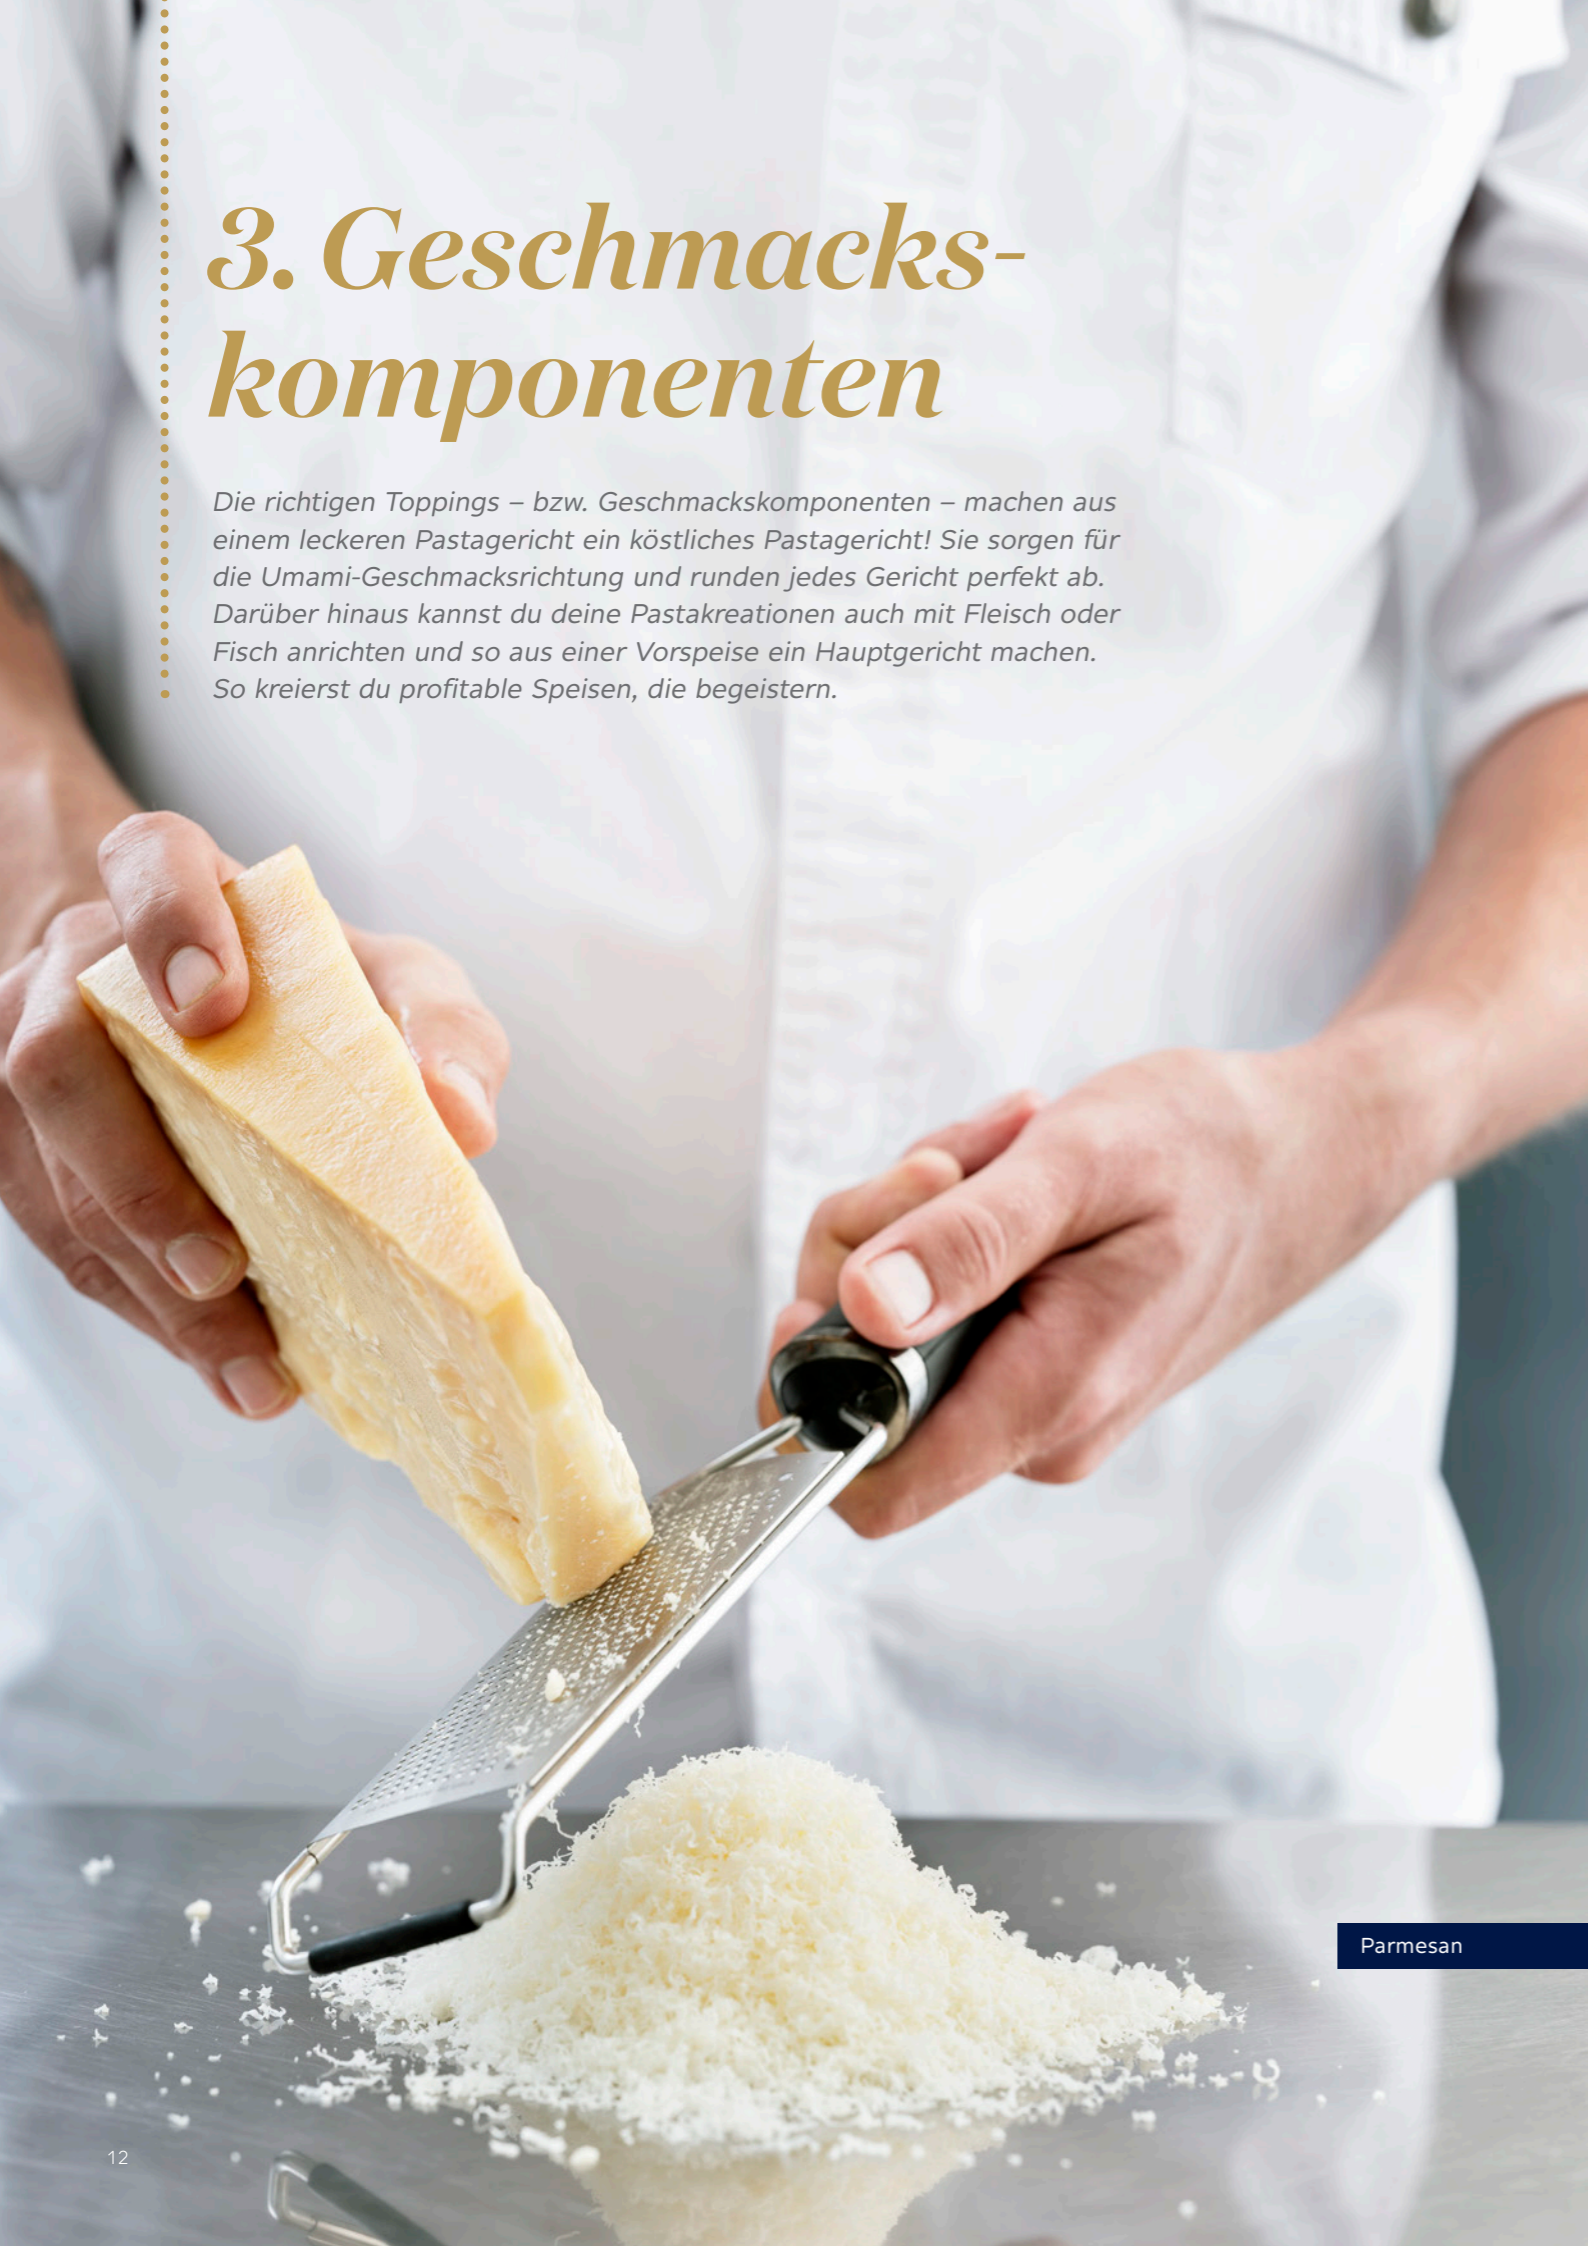 3. Geschmacks-
komponenten
Die richtigen Toppings – bzw. Geschmackskomponenten – machen aus
einem leckeren Pastagericht ein köstliches Pastagericht! Sie sorgen für
die Umami-Geschmacksrichtung und runden jedes Gericht perfekt ab.
Darüber hinaus kannst du deine Pastakreationen auch mit Fleisch oder
Fisch anrichten und so aus einer Vorspeise ein Hauptgericht machen.
So kreierst du profitable Speisen, die begeistern.
Parmesan
12